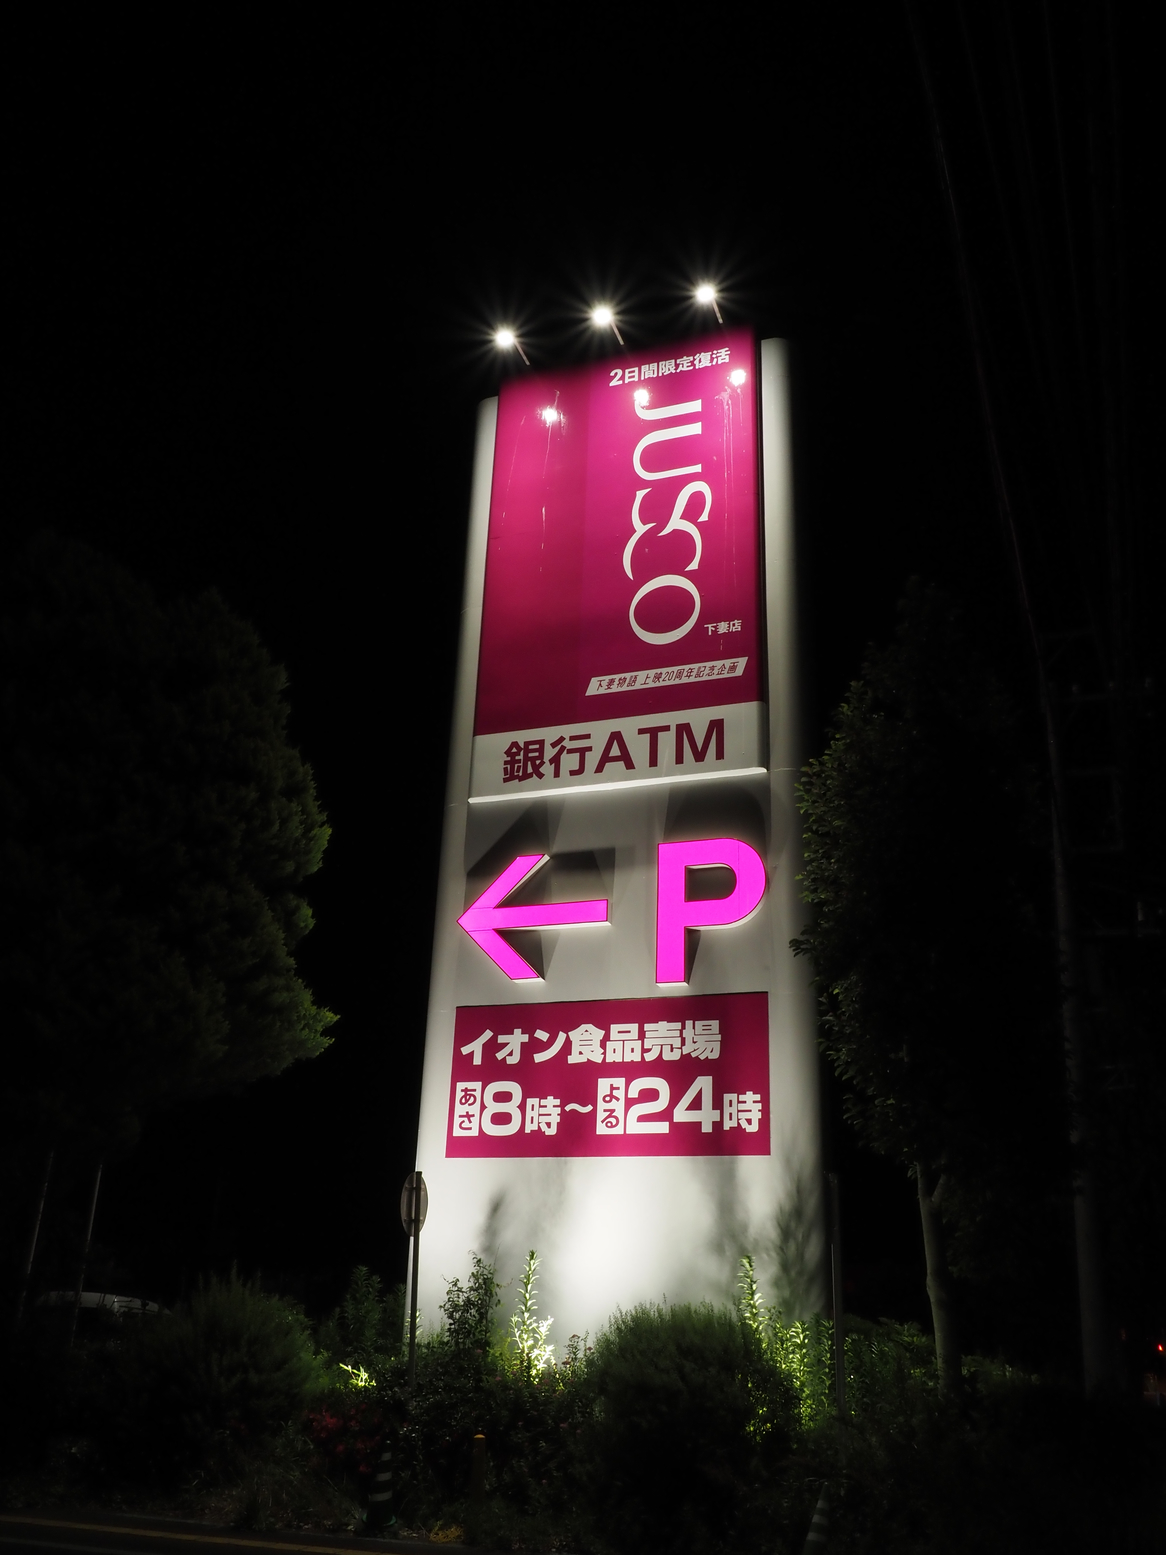 2日間限定復活
JUSCO
下妻店
下妻物語 上映20周年記念企画
銀行ATM
← P
イオン食品売場
あさ8時～よる24時